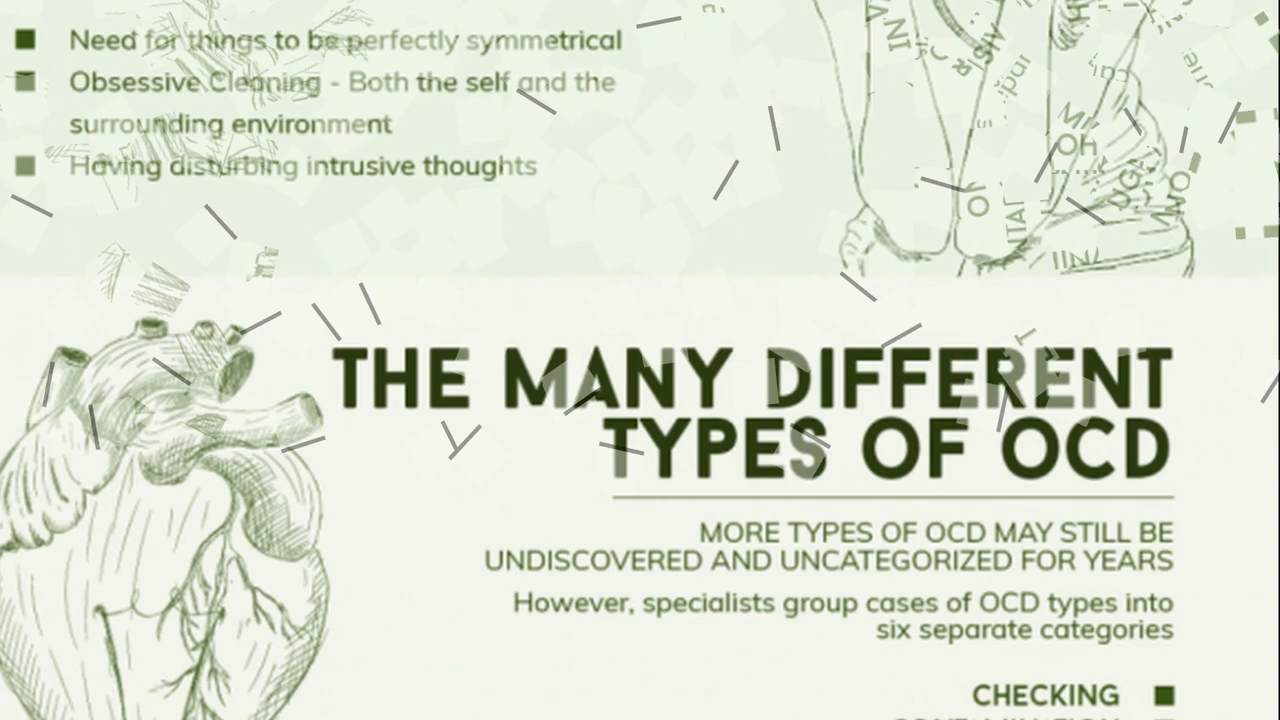 Need for things to be perfectly symmetrical
Obsessive Cleaning - Both the self and the
surrounding environment
Having disturbing intrusive thoughts
THE MANY DIFFERENT
TYPES OF OCD
MORE TYPES OF OCD MAY STILL BE
UNDISCOVERED AND UNCATEGORIZED FOR YEARS
However, specialists group cases of OCD types into
six separate categories
CHECKING